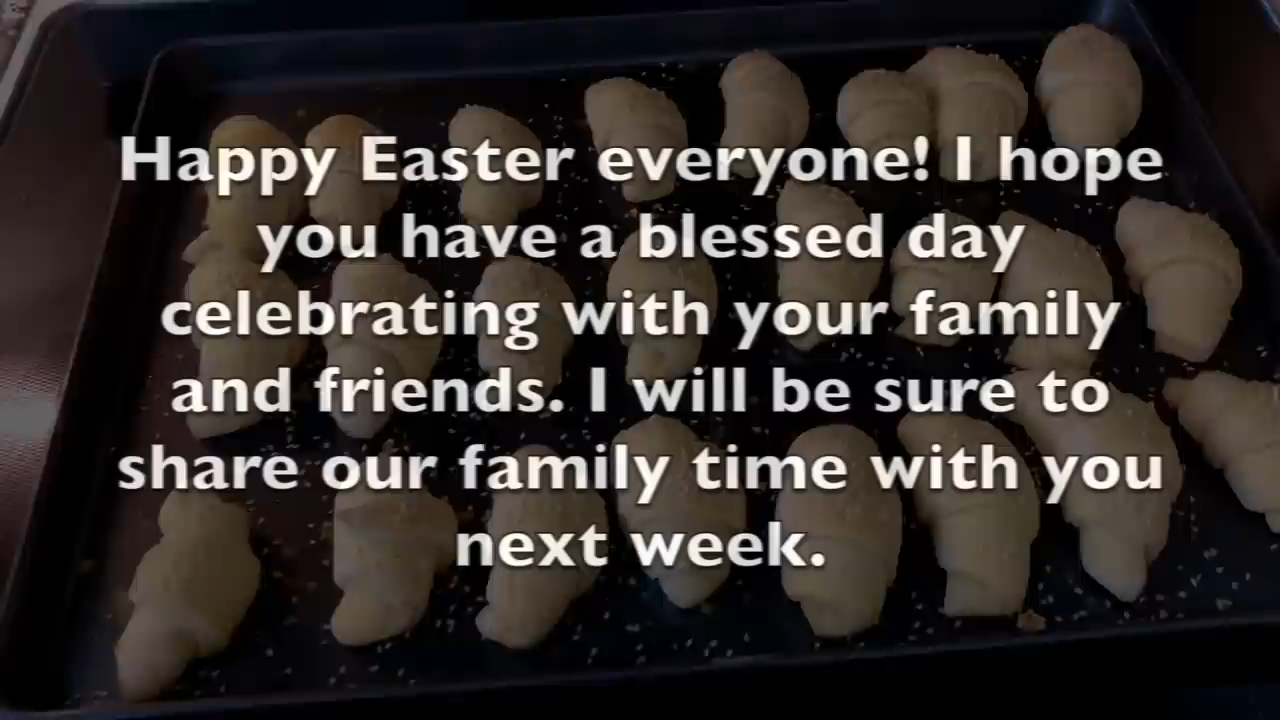 Happy Easter everyone! I hope
you have a blessed day
celebrating with your family
and friends. I will be sure to
share our family time with you
next week.